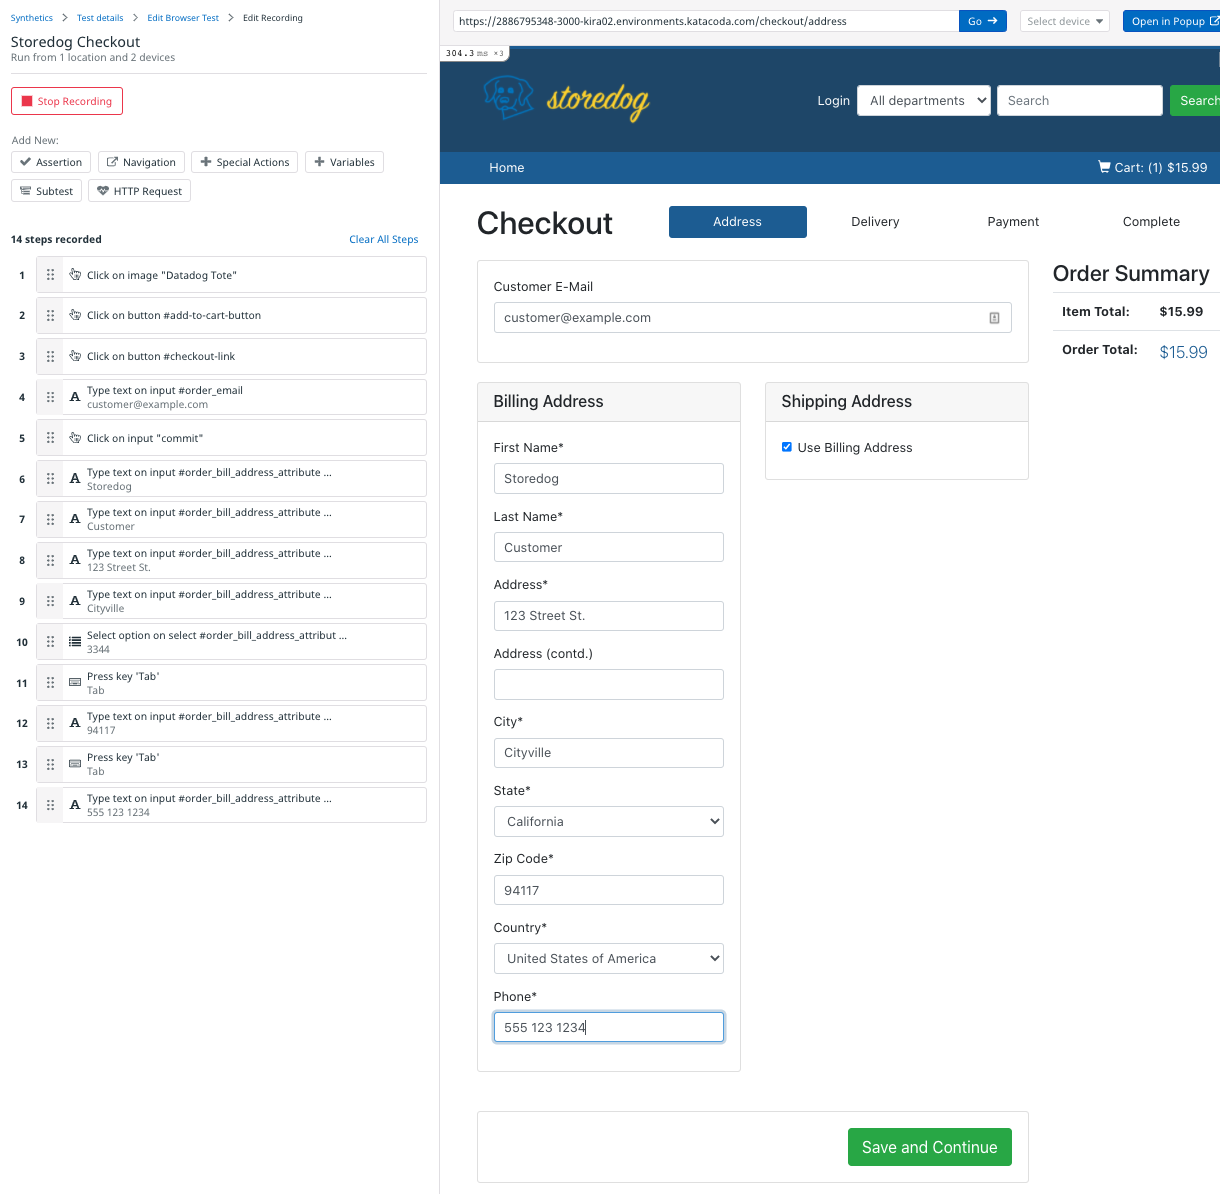 Synthetics > Test details > Edit Browser Test > Edit Recording
Storedog Checkout
Run from 1 location and 2 devices
Stop Recording
Add New:
Assertion
Navigation
Special Actions
Variables
Subtest
HTTP Request
14 steps recorded
Clear All Steps
1 Click on image "Datadog Tote"
2 Click on button #add-to-cart-button
3 Click on button #checkout-link
4 Type text on input #order_email
customer@example.com
5 Click on input "commit"
6 Type text on input #order_bill_address_attribute ...
Storedog
7 Type text on input #order_bill_address_attribute ...
Customer
8 Type text on input #order_bill_address_attribute ...
123 Street St.
9 Type text on input #order_bill_address_attribute ...
Cityville
10 Select option on select #order_bill_address_attribut ...
3344
11 Press key 'Tab'
Tab
12 Type text on input #order_bill_address_attribute ...
94117
13 Press key 'Tab'
Tab
14 Type text on input #order_bill_address_attribute ...
555 123 1234
https://2886795348-3000-kira02.environments.katacoda.com/checkout/address
Go
Select device
Open in Popup
304.3 ms ×3
storedog
Login
All departments
Search
Search
Home
Cart: (1) $15.99
Checkout
Address
Delivery
Payment
Complete
Customer E-Mail
customer@example.com
Order Summary
Item Total: $15.99
Order Total: $15.99
Billing Address
First Name*
Storedog
Last Name*
Customer
Address*
123 Street St.
Address (contd.)
City*
Cityville
State*
California
Zip Code*
94117
Country*
United States of America
Phone*
555 123 1234
Shipping Address
Use Billing Address
Save and Continue